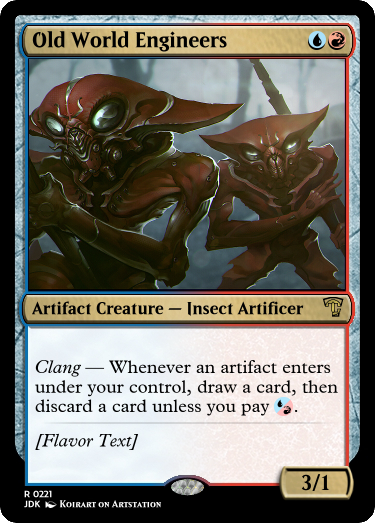 Old World Engineers
Artifact Creature — Insect Artificer
Clang — Whenever an artifact enters
under your control, draw a card, then
discard a card unless you pay .
[Flavor Text]
3/1
R 0221
JDK Koirart on Artstation